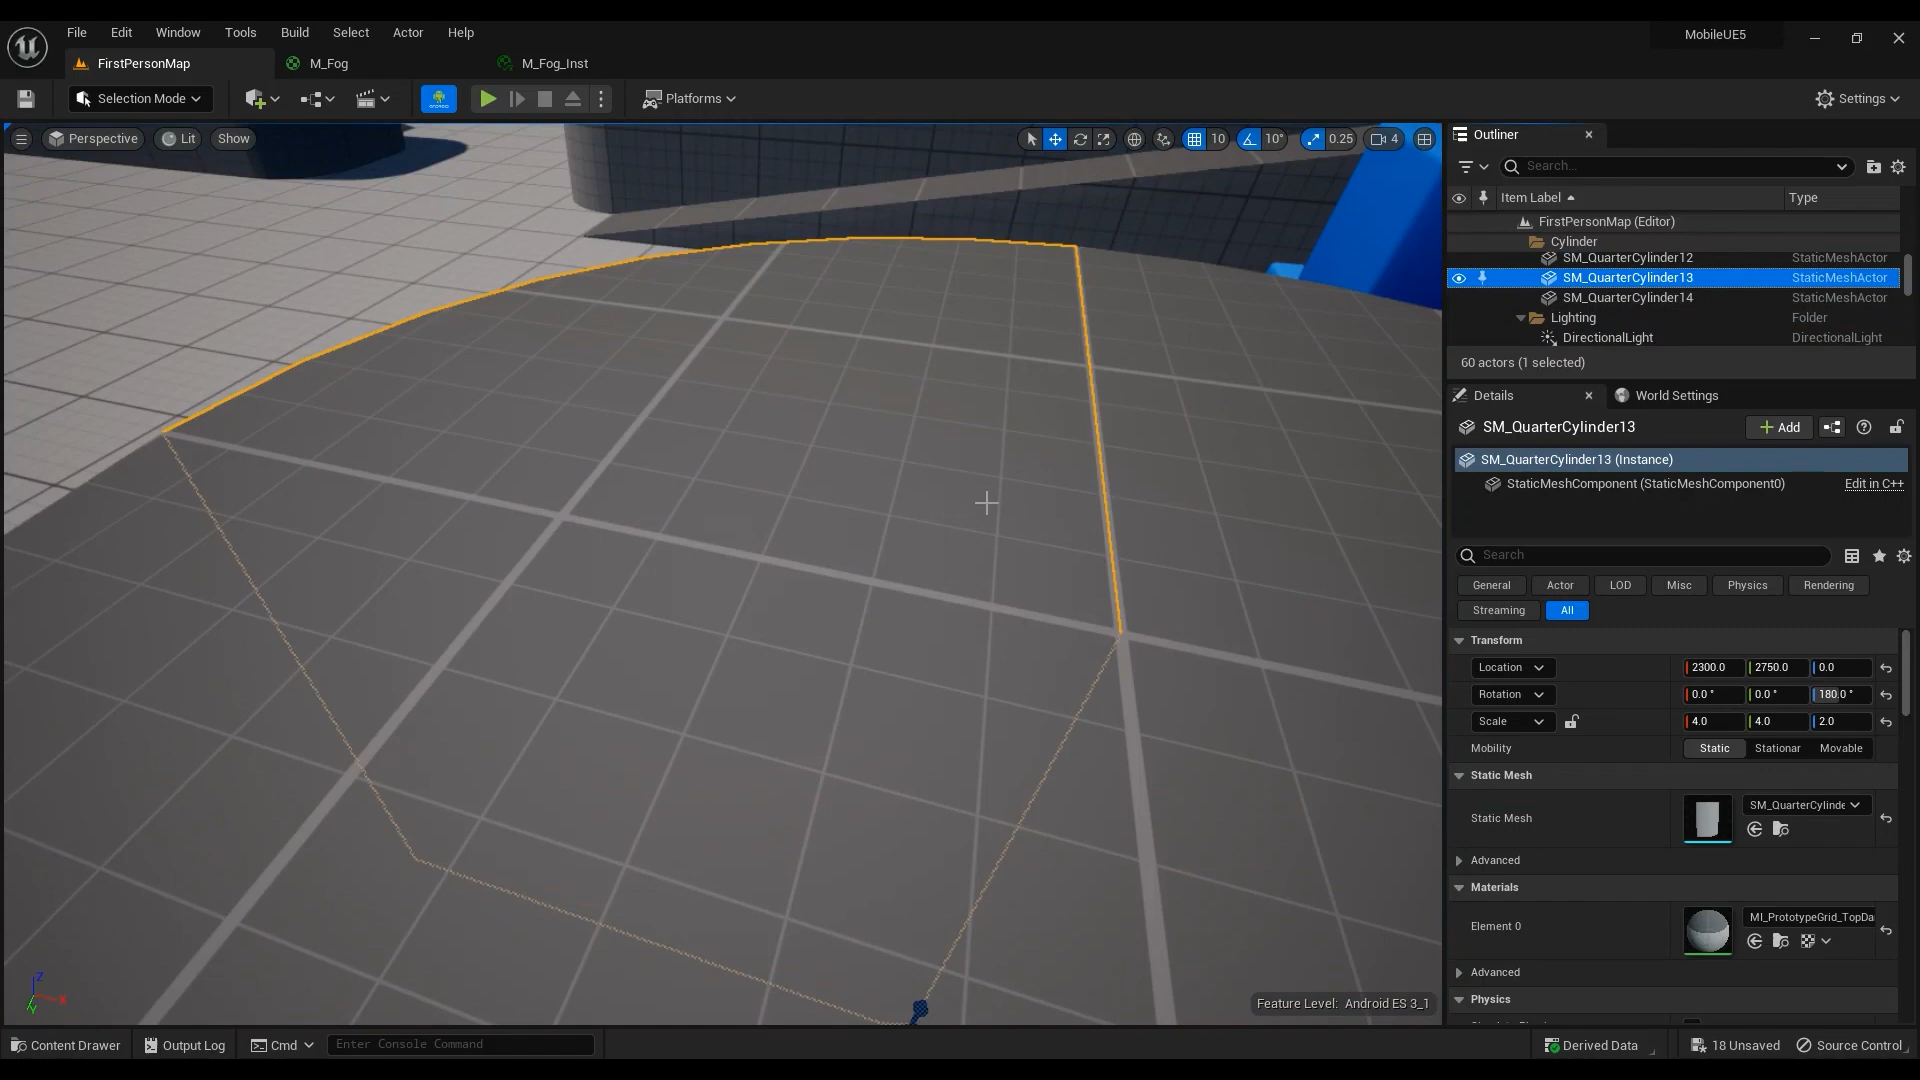 File Edit Window Tools Build Select Actor Help
MobileUE5
FirstPersonMap M_Fog M_Fog_Inst
Selection Mode Platforms Settings
Perspective Lit Show 10 10° 0.25 4
Outliner
Search...
Item Label Type
FirstPersonMap (Editor)
Cylinder
SM_QuarterCylinder12 StaticMeshActor
SM_QuarterCylinder13 StaticMeshActor
SM_QuarterCylinder14 StaticMeshActor
Lighting Folder
DirectionalLight DirectionalLight
60 actors (1 selected)
Details World Settings
SM_QuarterCylinder13 Add
SM_QuarterCylinder13 (Instance)
StaticMeshComponent (StaticMeshComponent0) Edit in C++
Search
General Actor LOD Misc Physics Rendering
Streaming All
Transform
Location 2300.0 2750.0 0.0
Rotation 0.0 ° 0.0 ° 180.0 °
Scale 4.0 4.0 2.0
Mobility Static Stationar Movable
Static Mesh
Static Mesh SM_QuarterCylinde
Advanced
Materials
Element 0 MI_PrototypeGrid_TopDa
Advanced
Physics
Feature Level: Android ES 3_1
Content Drawer Output Log Cmd Enter Console Command Derived Data 18 Unsaved Source Control